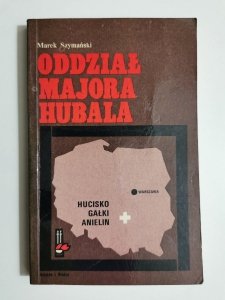 Marek Szymański
ODDZIAŁ
MAJORA
HUBALA
WARSZAWA
HUCISKO
GAŁKI
ANIELIN